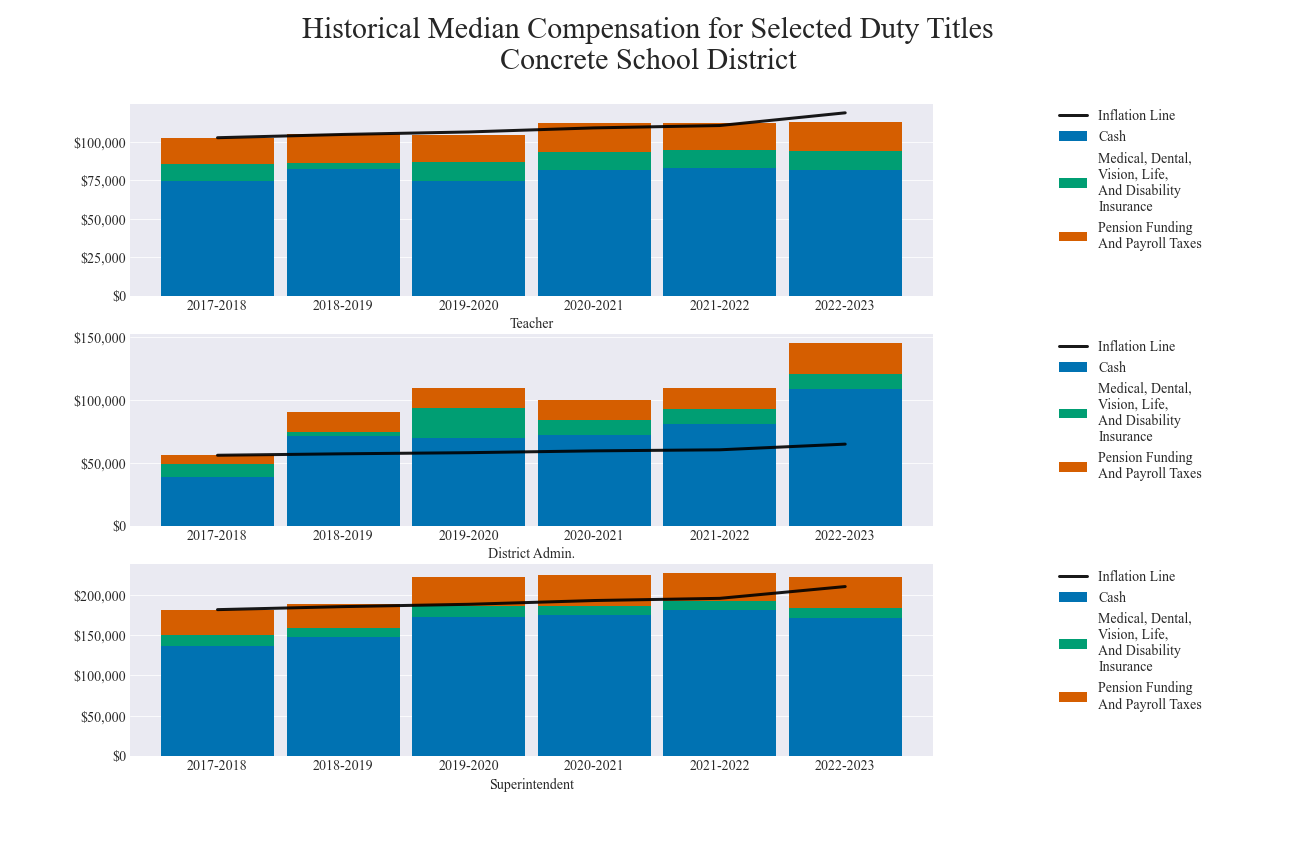 Historical Median Compensation for Selected Duty Titles
Concrete School District
$100,000
$75,000
$50,000
$25,000
$0
2017-2018 2018-2019 2019-2020 2020-2021 2021-2022 2022-2023
Teacher
Inflation Line
Cash
Medical, Dental,
Vision, Life,
And Disability
Insurance
Pension Funding
And Payroll Taxes
$150,000
$100,000
$50,000
$0
2017-2018 2018-2019 2019-2020 2020-2021 2021-2022 2022-2023
District Admin.
Inflation Line
Cash
Medical, Dental,
Vision, Life,
And Disability
Insurance
Pension Funding
And Payroll Taxes
$200,000
$150,000
$100,000
$50,000
$0
2017-2018 2018-2019 2019-2020 2020-2021 2021-2022 2022-2023
Superintendent
Inflation Line
Cash
Medical, Dental,
Vision, Life,
And Disability
Insurance
Pension Funding
And Payroll Taxes